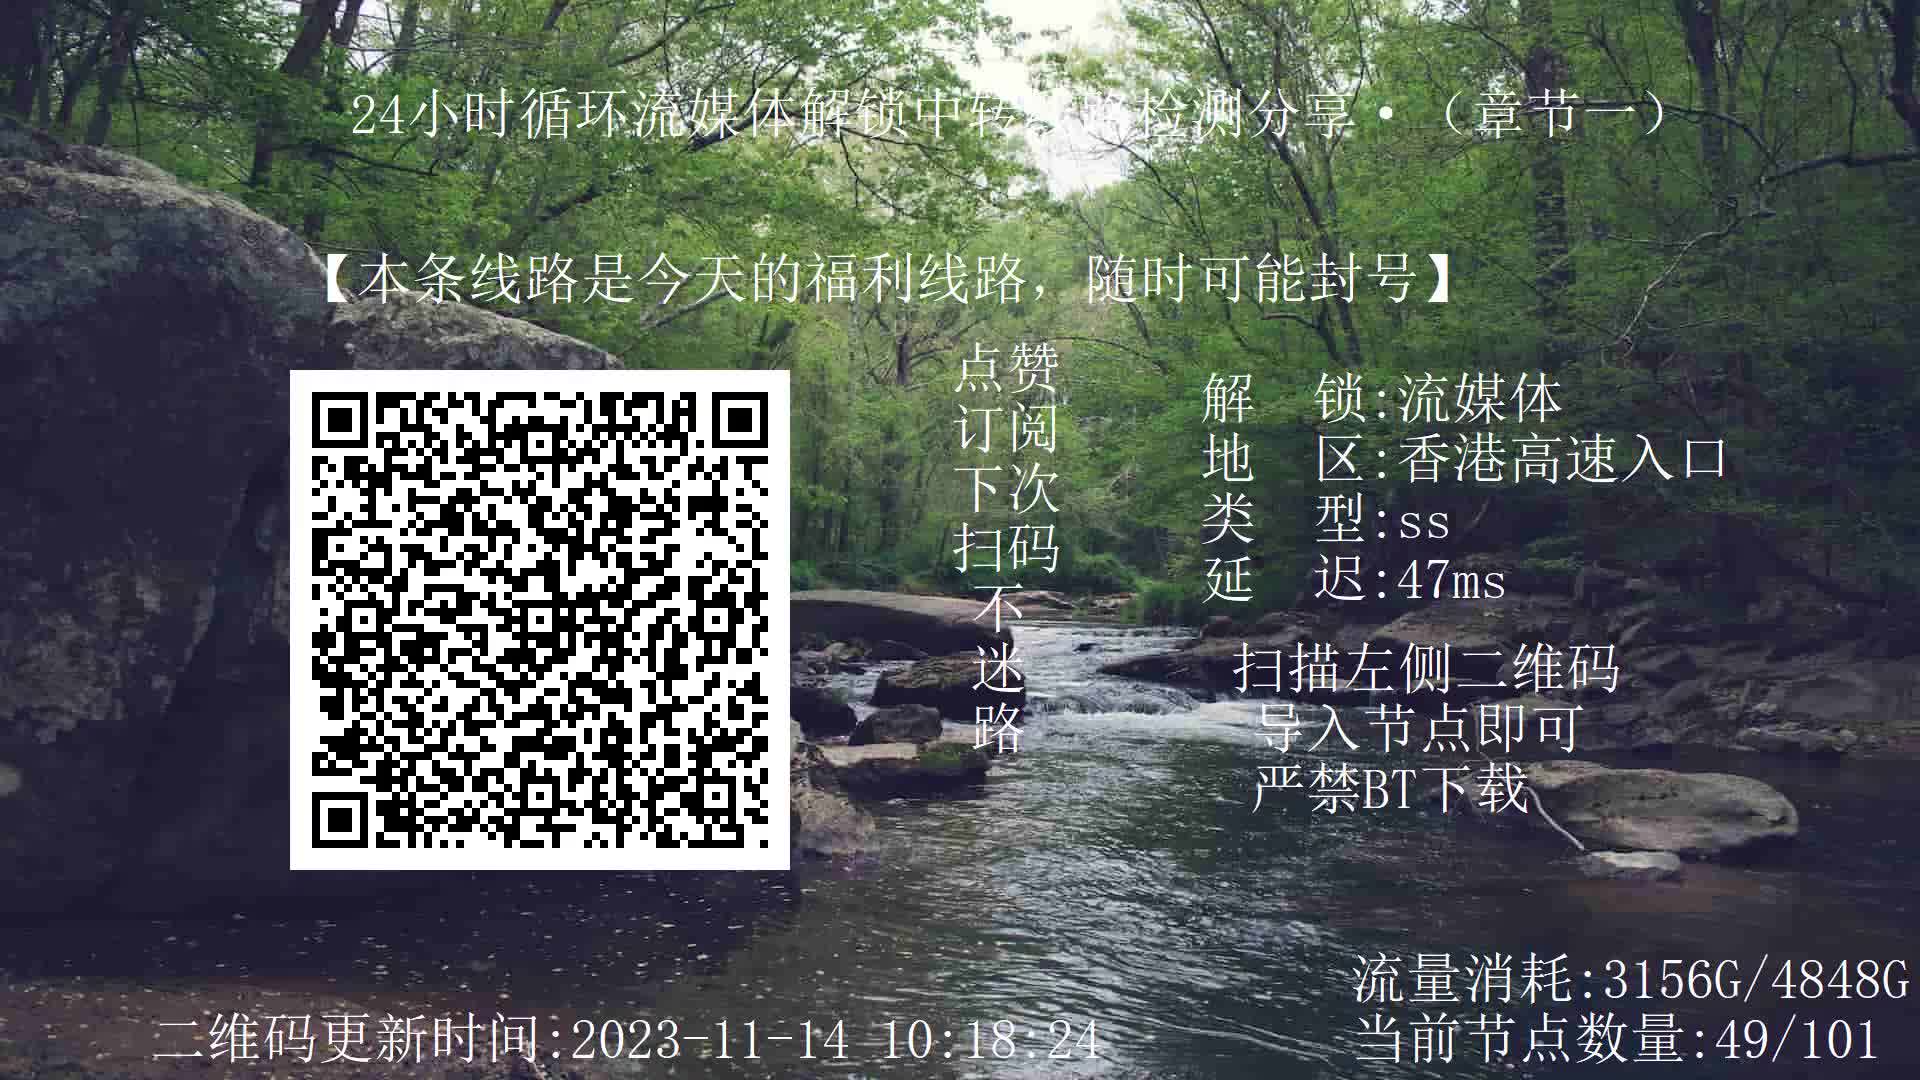 24小时循环流媒体解锁中转线路检测分享·（章节一）
【本条线路是今天的福利线路，随时可能封号】
点赞
订阅
下次
扫码
不
迷
路
解 锁:流媒体
地 区:香港高速入口
类 型:ss
延 迟:47ms
扫描左侧二维码
导入节点即可
严禁BT下载
流量消耗:3156G/4848G
二维码更新时间:2023-11-14 10:18:24
当前节点数量:49/101